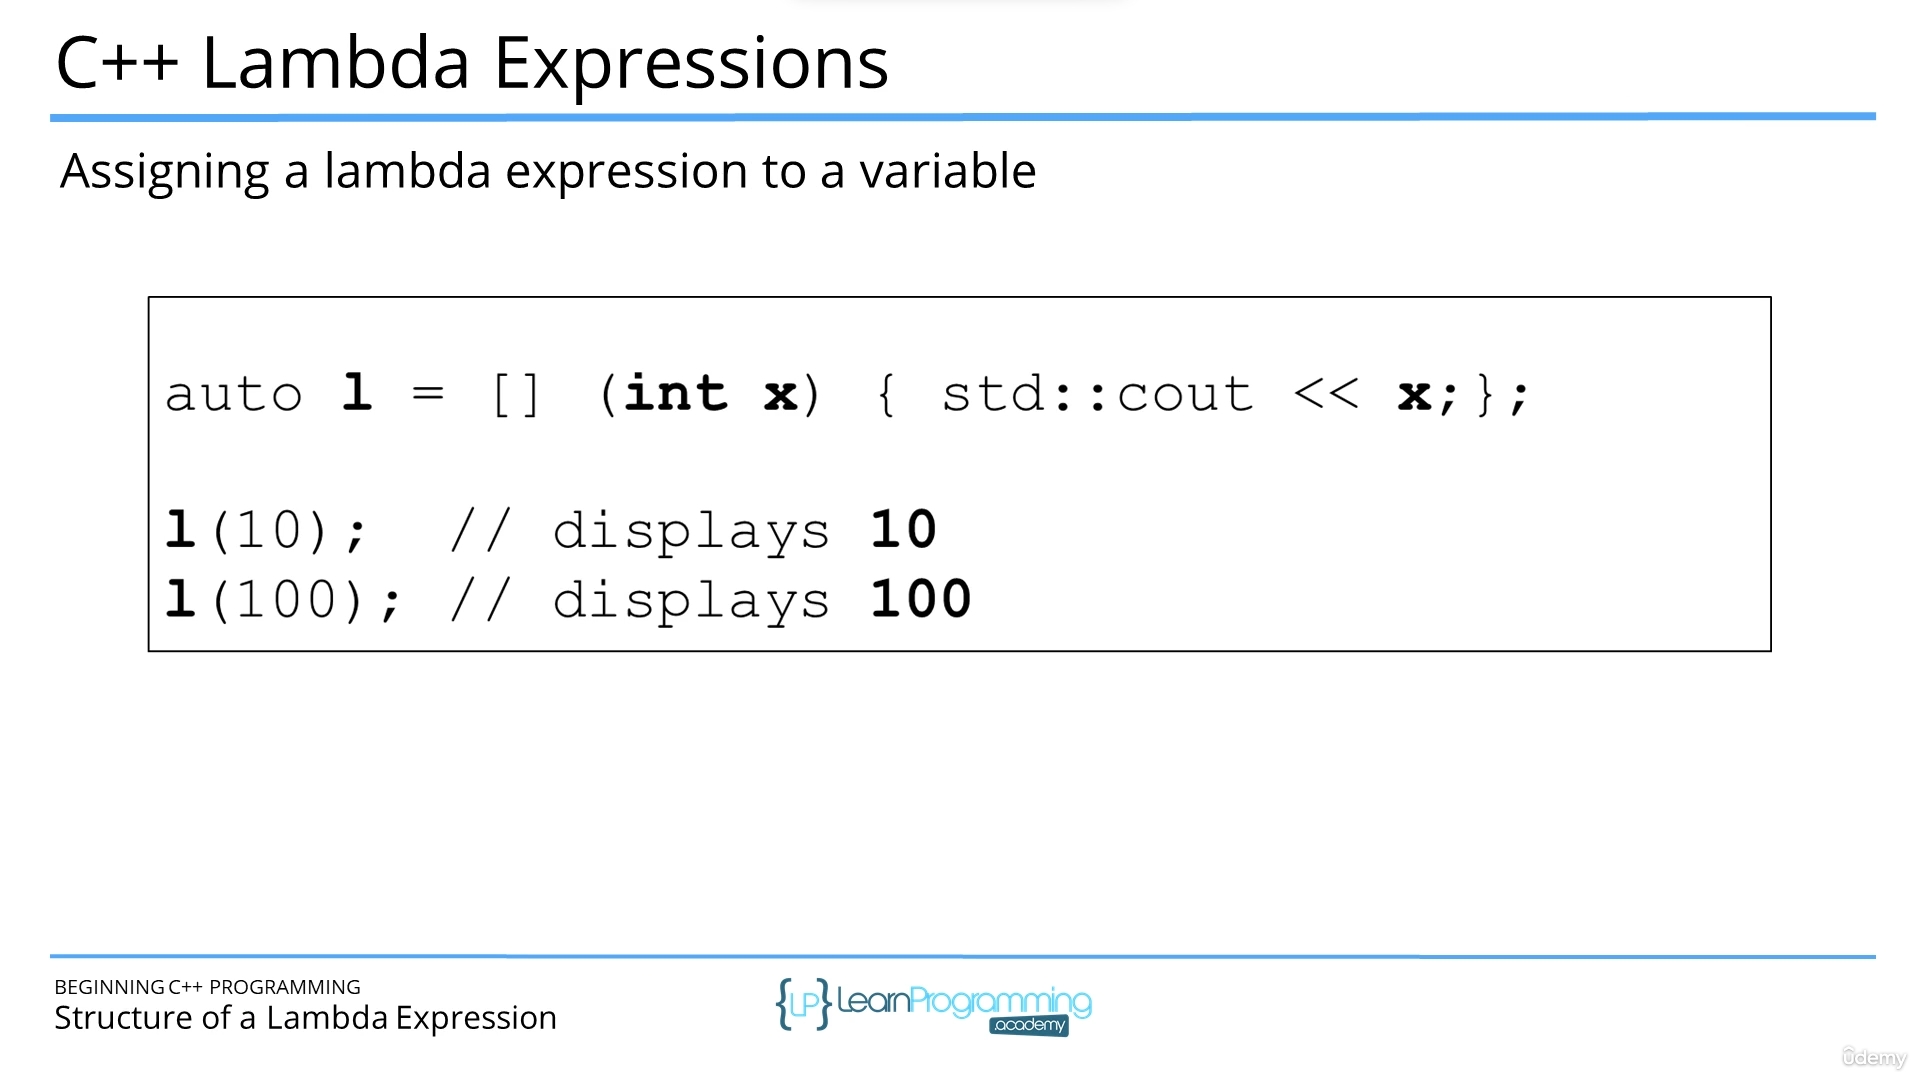 C++ Lambda Expressions
Assigning a lambda expression to a variable
auto l = [] (int x) { std::cout << x;};
l(10); // displays 10
l(100); // displays 100
BEGINNING C++ PROGRAMMING
Structure of a Lambda Expression
{LP} LearnProgramming
academy
ûdemy